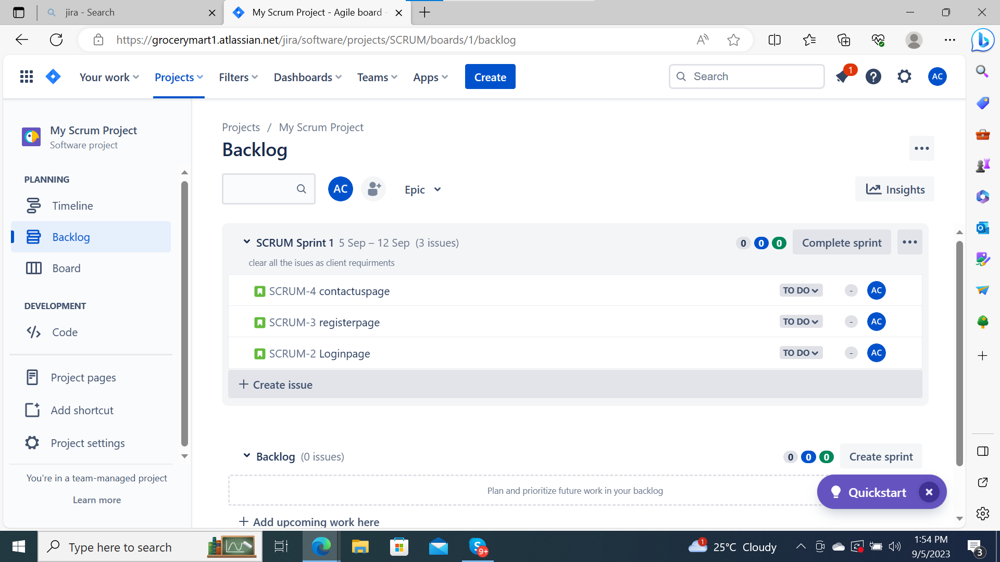 jira - Search
My Scrum Project - Agile board -
https://grocerymart1.atlassian.net/jira/software/projects/SCRUM/boards/1/backlog
Your work
Projects
Filters
Dashboards
Teams
Apps
Create
Search
1
AC
My Scrum Project
Software project
PLANNING
Timeline
Backlog
Board
DEVELOPMENT
Code
Project pages
Add shortcut
Project settings
You're in a team-managed project
Learn more
Projects / My Scrum Project
Backlog
AC
Epic
Insights
SCRUM Sprint 1 5 Sep – 12 Sep (3 issues)
0 0 0
Complete sprint
clear all the isues as client requirments
SCRUM-4 contactuspage TO DO - AC
SCRUM-3 registerpage TO DO - AC
SCRUM-2 Loginpage TO DO - AC
+ Create issue
Backlog (0 issues)
0 0 0
Create sprint
Plan and prioritize future work in your backlog
Quickstart
+ Add upcoming work here
Type here to search
9+
1
25°C Cloudy
1:54 PM
9/5/2023
3